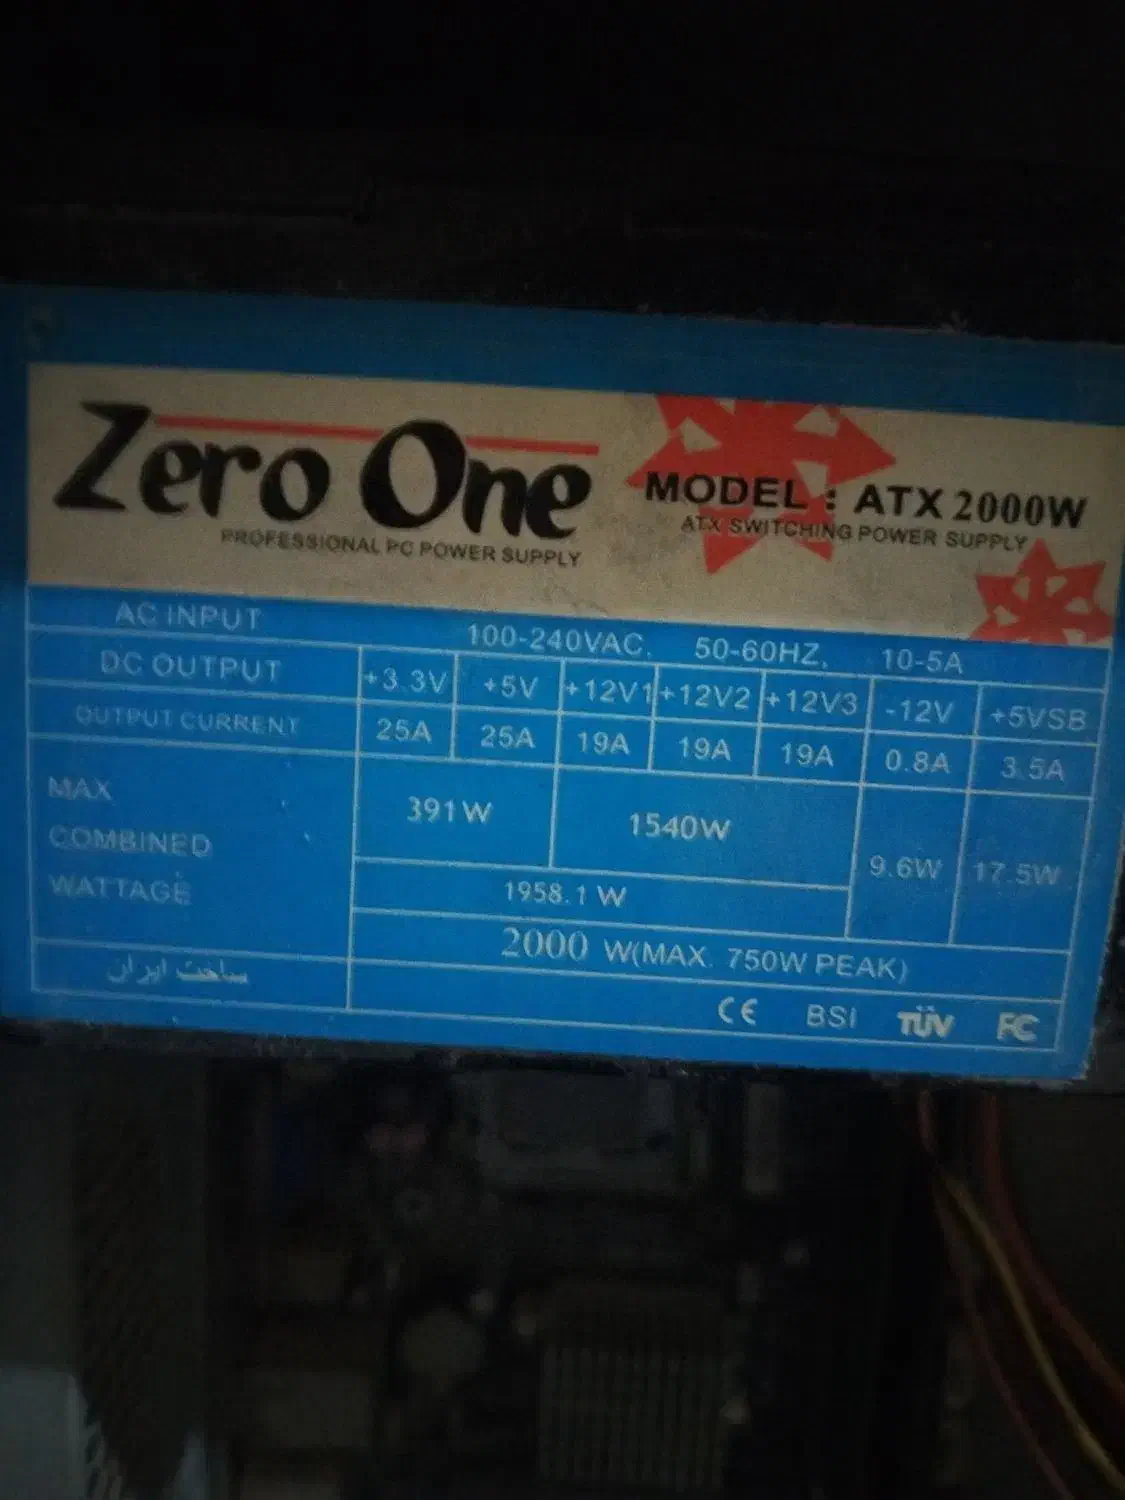 Zero One
PROFESSIONAL PC POWER SUPPLY
MODEL : ATX 2000W
ATX SWITCHING POWER SUPPLY
AC INPUT 100-240VAC, 50-60HZ, 10-5A
DC OUTPUT +3.3V +5V +12V1 +12V2 +12V3 -12V +5VSB
OUTPUT CURRENT 25A 25A 19A 19A 19A 0.8A 3.5A
MAX
COMBINED
WATTAGE
391W 1540W 9.6W 17.5W
1958.1 W
2000 W(MAX. 750W PEAK)
ساخت ایران
CE BSI TÜV FC